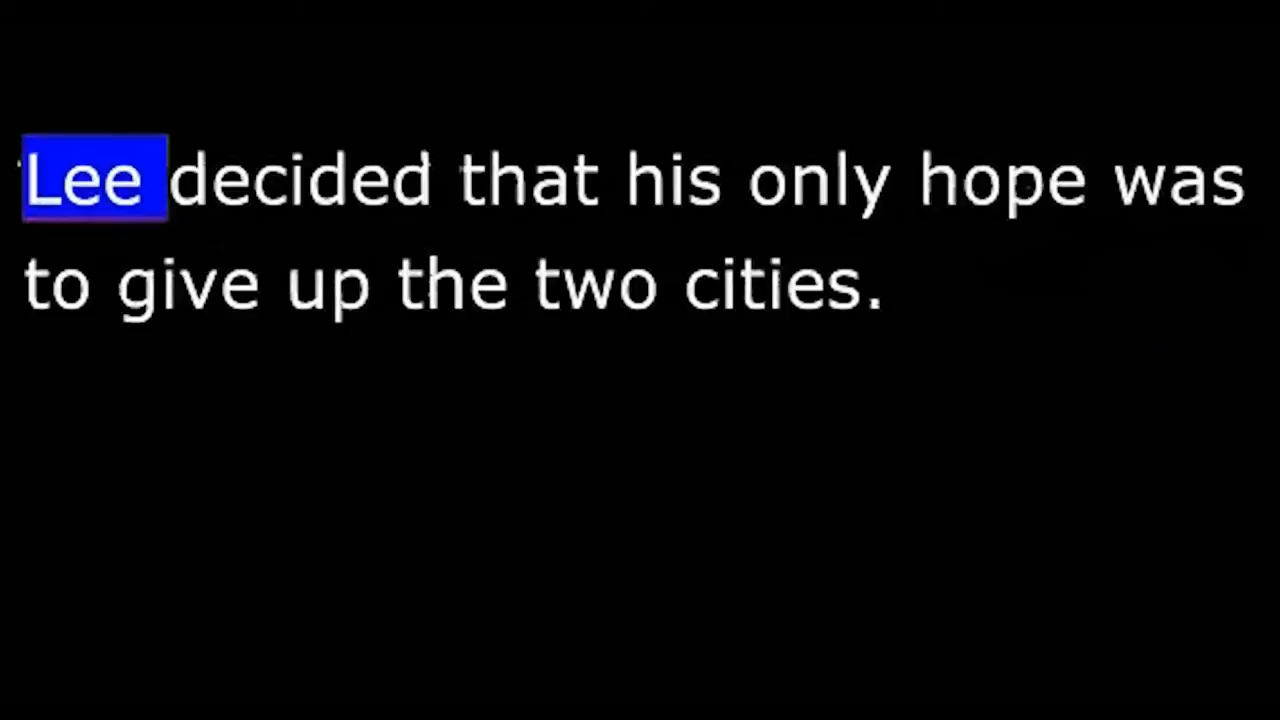 Lee decided that his only hope was
to give up the two cities.